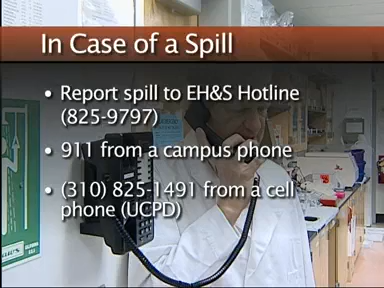 In Case of a Spill
• Report spill to EH&S Hotline
(825-9797)
• 911 from a campus phone
• (310) 825-1491 from a cell
phone (UCPD)